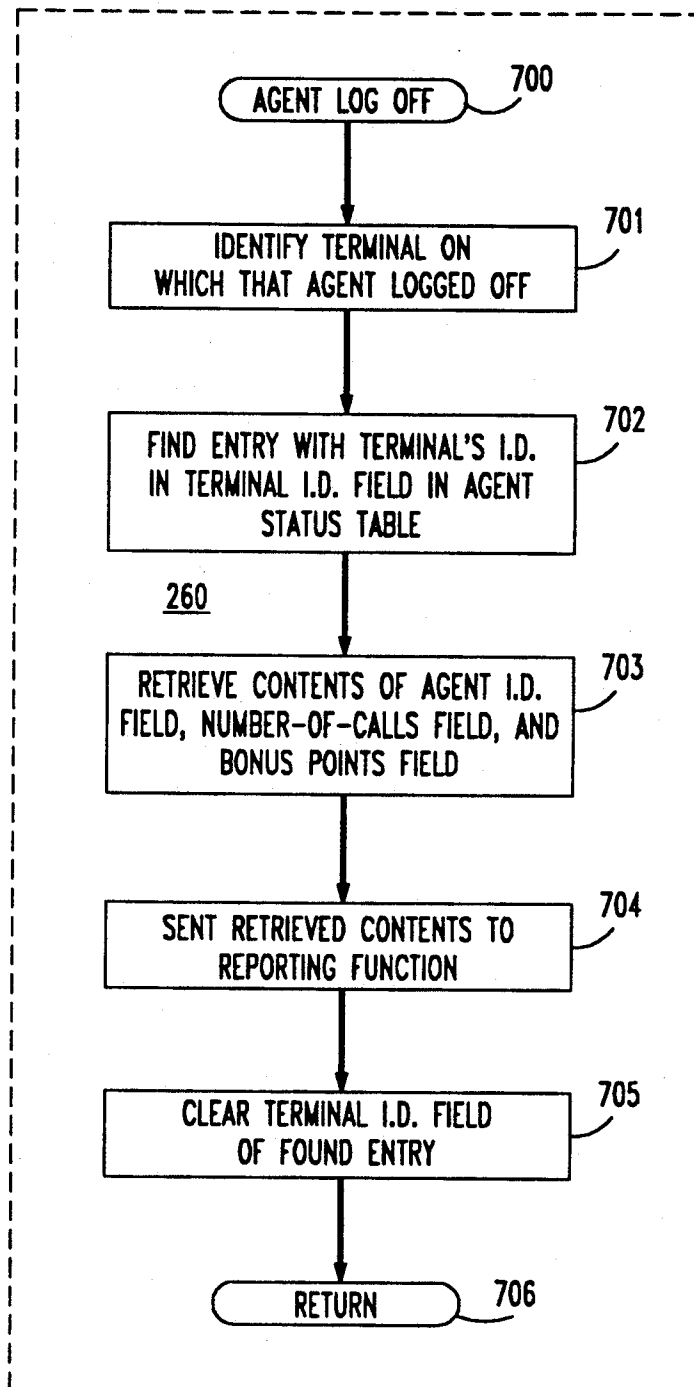 AGENT LOG OFF
700
IDENTIFY TERMINAL ON
WHICH THAT AGENT LOGGED OFF
701
FIND ENTRY WITH TERMINAL'S I.D.
IN TERMINAL I.D. FIELD IN AGENT
STATUS TABLE
702
260
RETRIEVE CONTENTS OF AGENT I.D.
FIELD, NUMBER-OF-CALLS FIELD, AND
BONUS POINTS FIELD
703
SENT RETRIEVED CONTENTS TO
REPORTING FUNCTION
704
CLEAR TERMINAL I.D. FIELD
OF FOUND ENTRY
705
RETURN
706